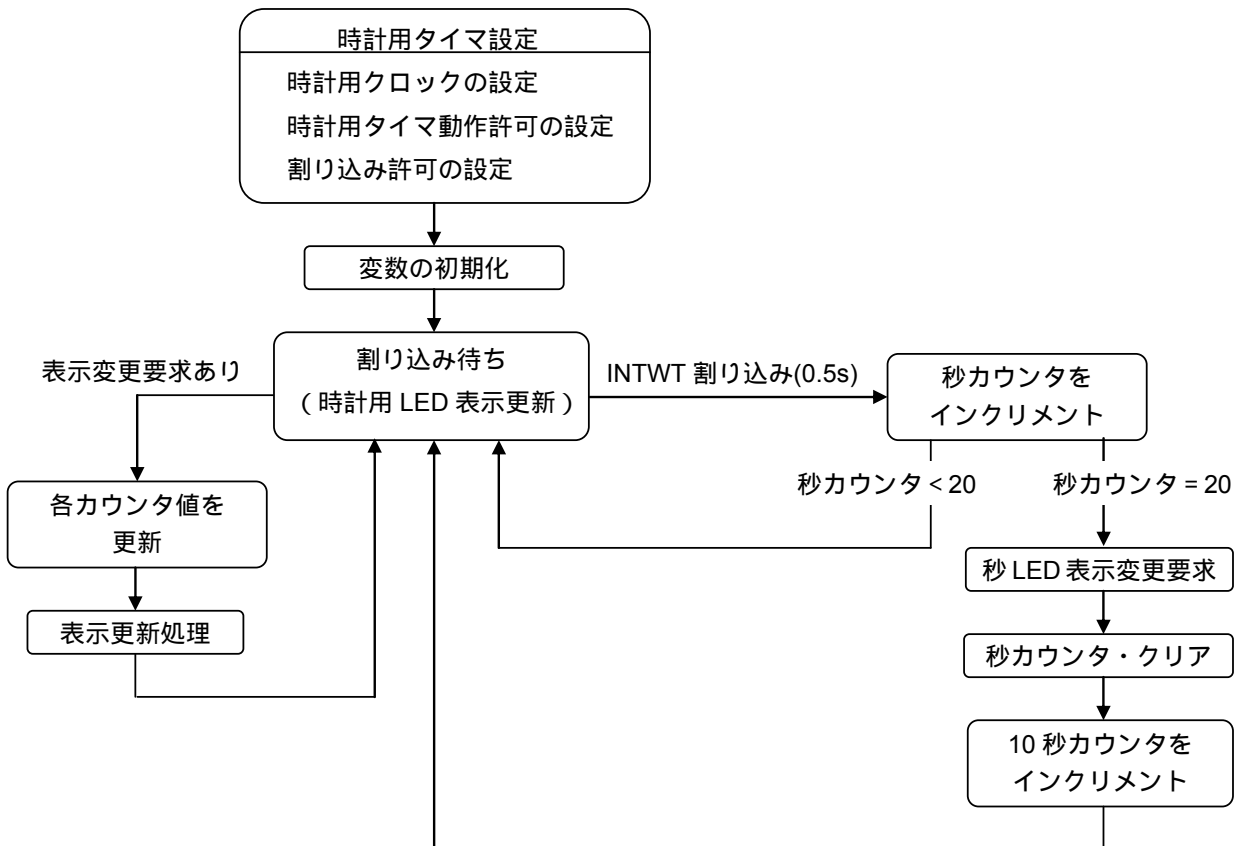 時計用タイマ設定
時計用クロックの設定
時計用タイマ動作許可の設定
割り込み許可の設定
変数の初期化
割り込み待ち
（時計用 LED 表示更新）
表示変更要求あり
INTWT 割り込み(0.5s)
秒カウンタを
インクリメント
秒カウンタ < 20
秒カウンタ = 20
各カウンタ値を
更新
表示更新処理
秒 LED 表示変更要求
秒カウンタ・クリア
10 秒カウンタを
インクリメント